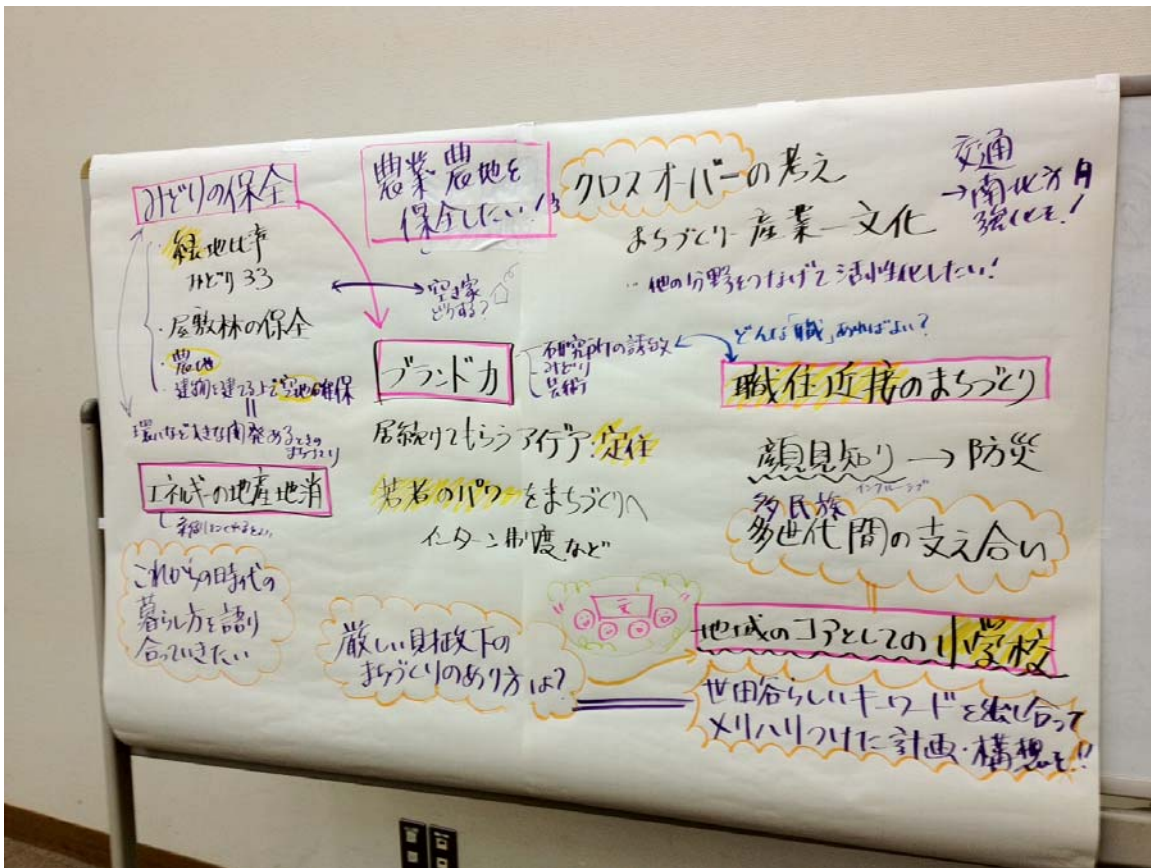 みどりの保全
・緑地比率
みどり33
・屋敷林の保全
・農地
・建物を建てる上で空地確保
環八など大きな開発あるときの
まちづくり
エネルギーの地産地消
これからの時代の
暮らし方を語り
合っていきたい
農業農地を
保全したい!
空き家
どうする?
ブランド力
研究所の誘致
みどり
芸術
居続けてもらうアイデア 定住
若者のパワーをまちづくりへ
インターン制度など
厳しい財政下の
まちづくりのあり方は?
クロスオーバーの考え
まちづくりー産業ー文化
…他の分野をつなげて活性化したい!
交通
→南北方向
強化を!
どんな「職」あればよい?
職住近接のまちづくり
顔見知り→防災
インクルーシブ
多民族
多世代間の支え合い
文
地域のコアとしての小学校
世田谷らしいキーワードを出し合って
メリハリつけた計画・構想を!!